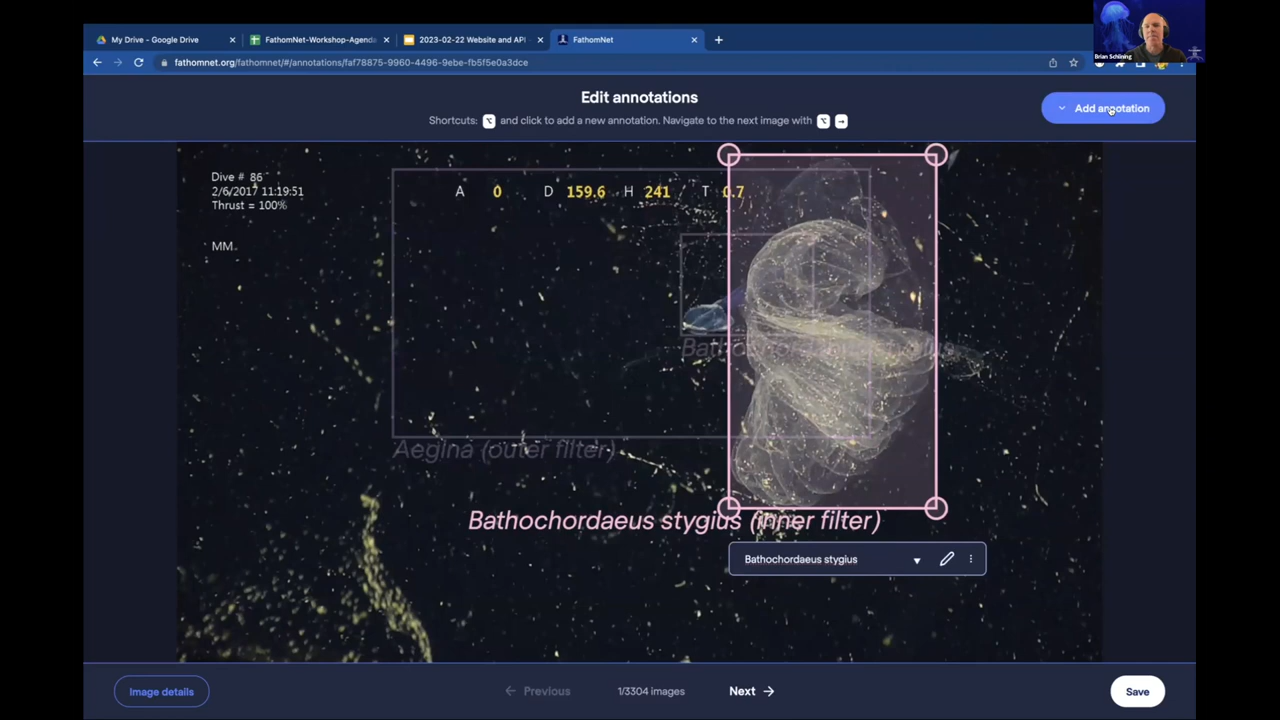 My Drive - Google Drive
FathomNet-Workshop-Agenda
2023-02-22 Website and API
FathomNet
fathomnet.org/fathomnet/#/annotations/faf78875-9960-4496-9ebe-fb5f5e0a3dce
Brian Schlining
Edit annotations
Shortcuts: ⌥ and click to add a new annotation. Navigate to the next image with ⌥ →
Add annotation
Dive # 86
2/6/2017 11:19:51
Thrust = 100%
MM
A 0 D 159.6 H 241 T 0.7
Aegina (outer filter)
Bathochordaeus stygius (inner filter)
Bathochordaeus stygius
Image details
← Previous
1/3304 images
Next →
Save